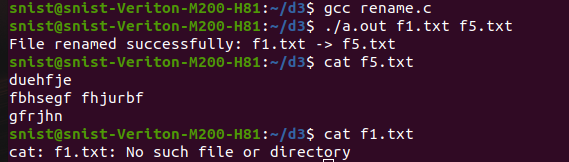 snist@snist-Veriton-M200-H81:~/d3$ gcc rename.c
snist@snist-Veriton-M200-H81:~/d3$ ./a.out f1.txt f5.txt
File renamed successfully: f1.txt -> f5.txt
snist@snist-Veriton-M200-H81:~/d3$ cat f5.txt
duehfje
fbhsegf fhjurbf
gfrjhn
snist@snist-Veriton-M200-H81:~/d3$ cat f1.txt
cat: f1.txt: No such file or directory